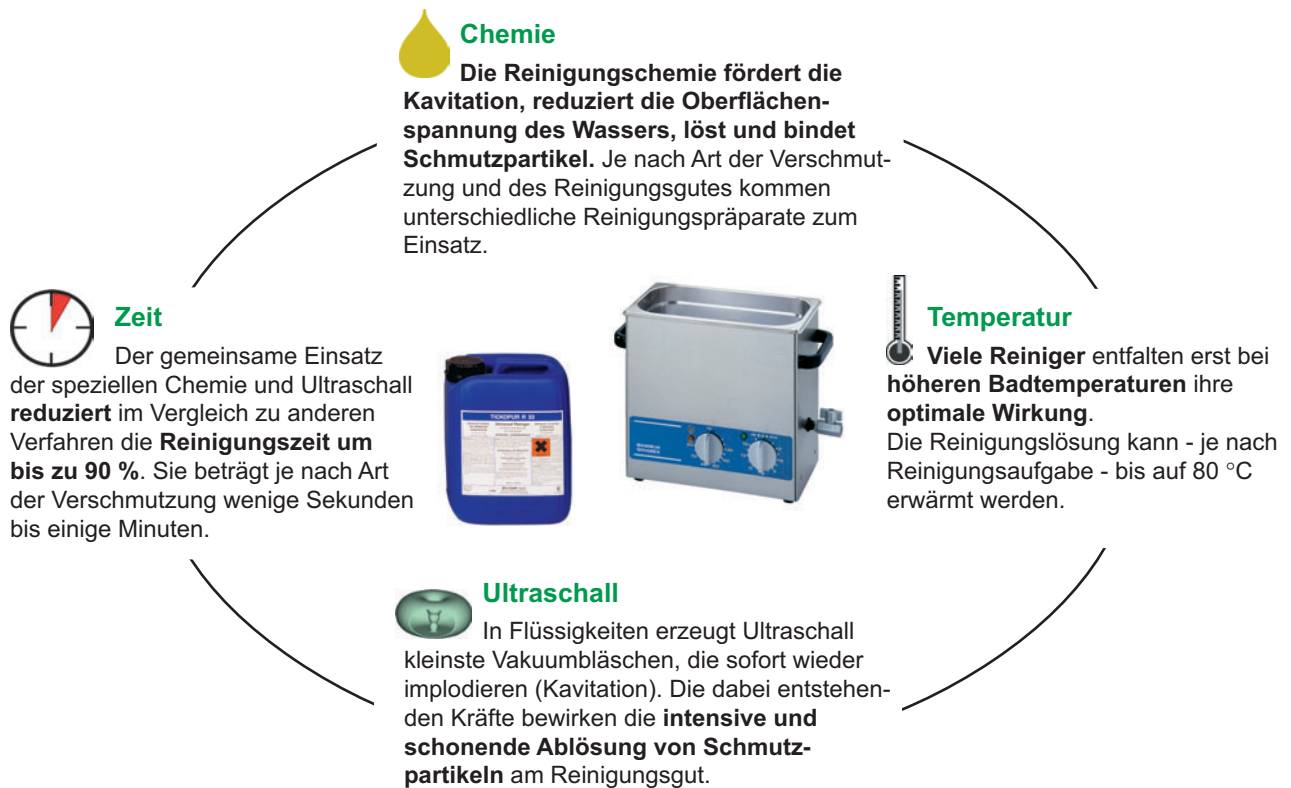 Chemie
Die Reinigungschemie fördert die
Kavitation, reduziert die Oberflächen-
spannung des Wassers, löst und bindet
Schmutzpartikel. Je nach Art der Verschmut-
zung und des Reinigungsgutes kommen
unterschiedliche Reinigungspräparate zum
Einsatz.
Zeit
Der gemeinsame Einsatz
der speziellen Chemie und Ultraschall
reduziert im Vergleich zu anderen
Verfahren die Reinigungszeit um
bis zu 90 %. Sie beträgt je nach Art
der Verschmutzung wenige Sekunden
bis einige Minuten.
TICKOPUR R 33
Temperatur
Viele Reiniger entfalten erst bei
höheren Badtemperaturen ihre
optimale Wirkung.
Die Reinigungslösung kann - je nach
Reinigungsaufgabe - bis auf 80 °C
erwärmt werden.
Ultraschall
In Flüssigkeiten erzeugt Ultraschall
kleinste Vakuumbläschen, die sofort wieder
implodieren (Kavitation). Die dabei entstehen-
den Kräfte bewirken die intensive und
schonende Ablösung von Schmutz-
partikeln am Reinigungsgut.